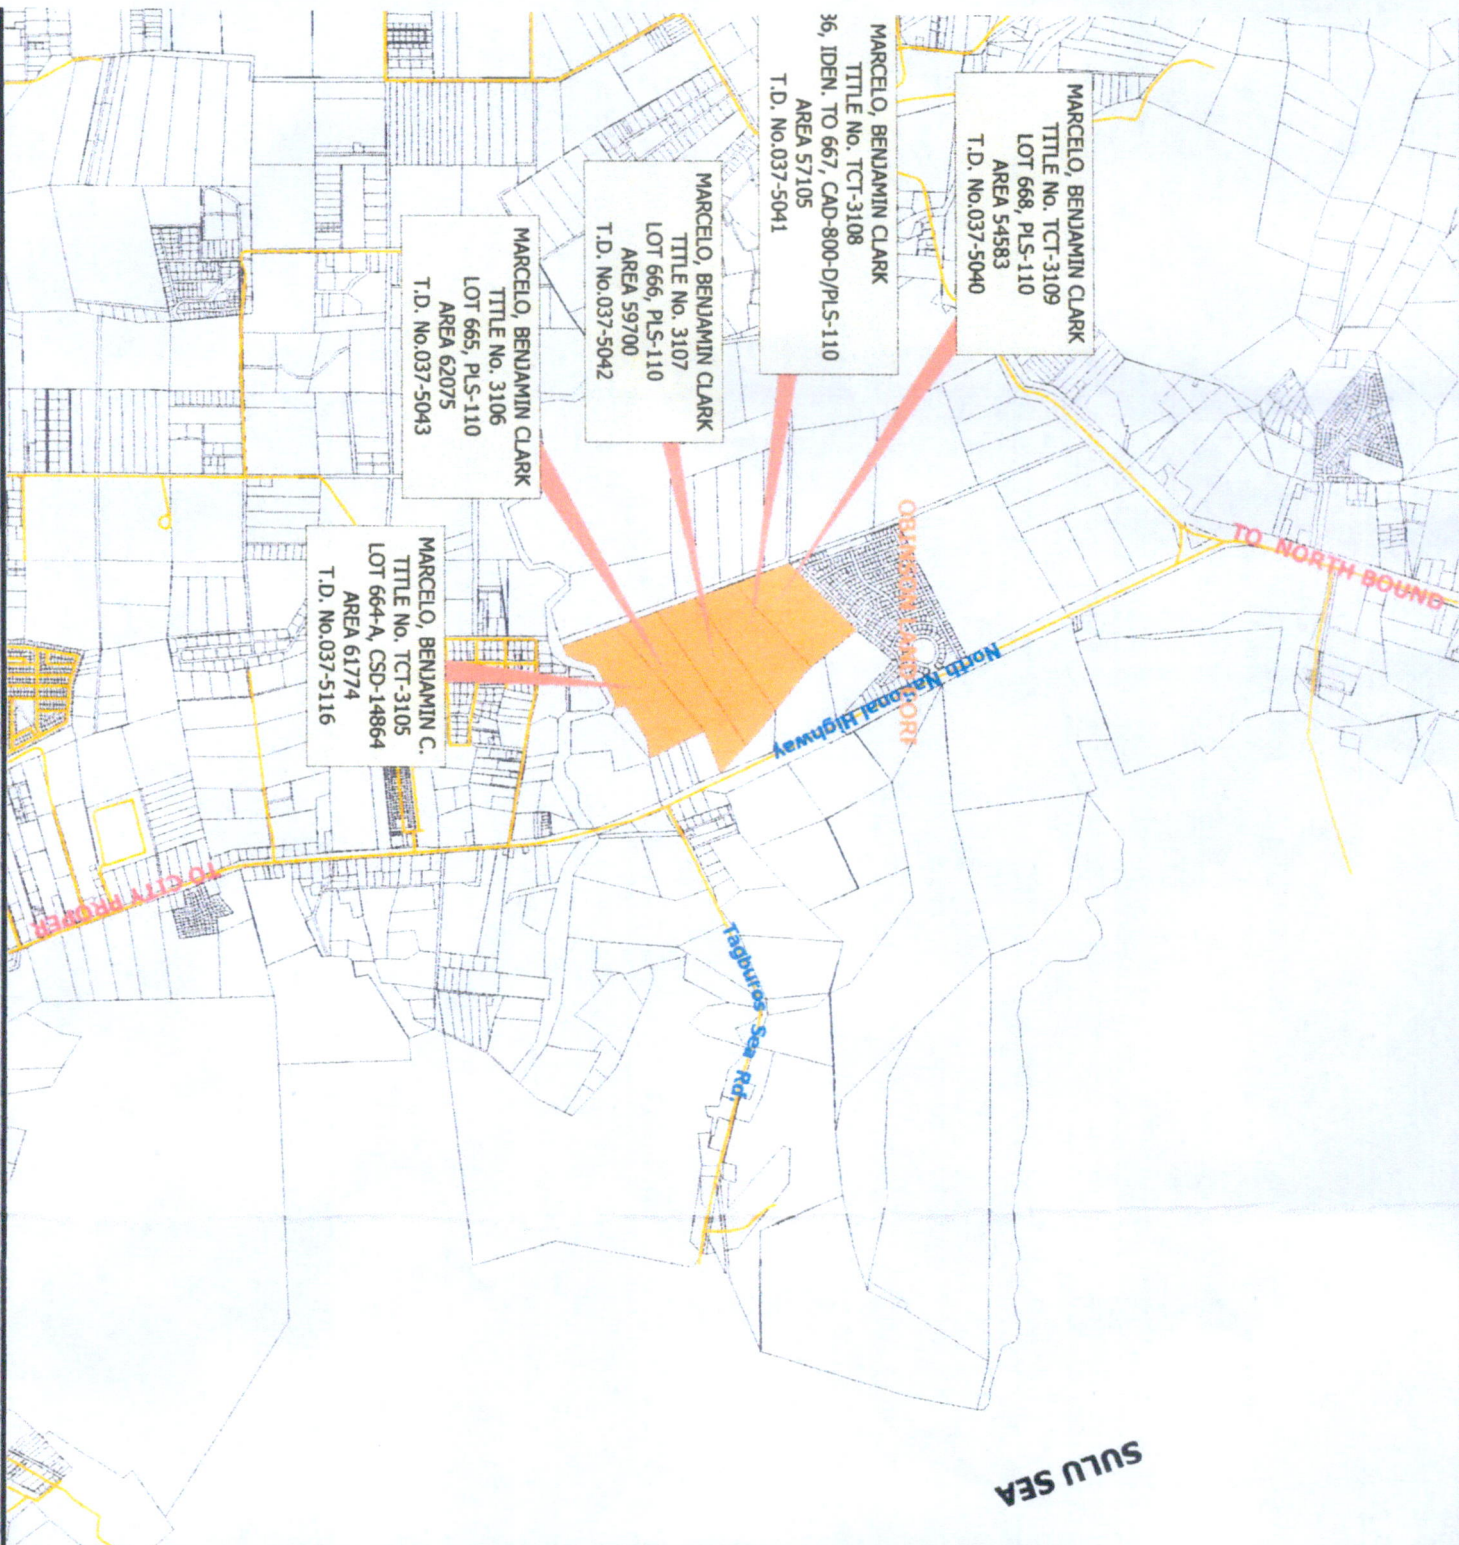 MARCELO, BENJAMIN CLARK
TITLE No. TCT-3109
LOT 668, PLS-110
AREA 54583
T.D. No.037-5040
MARCELO, BENJAMIN CLARK
TITLE No. TCT-3108
36, IDEN. TO 667, CAD-800-D/PLS-110
AREA 57105
T.D. No.037-5041
MARCELO, BENJAMIN CLARK
TITLE No. 3107
LOT 666, PLS-110
AREA 59700
T.D. No.037-5042
MARCELO, BENJAMIN CLARK
TITLE No. 3106
LOT 665, PLS-110
AREA 62075
T.D. No.037-5043
MARCELO, BENJAMIN C.
TITLE No. TCT-3105
LOT 664-A, CSD-14864
AREA 61774
T.D. No.037-5116
TO NORTH BOUND
North National Highway
TO CITY PROPER
Tagburos Sea Rd.
SULU SEA